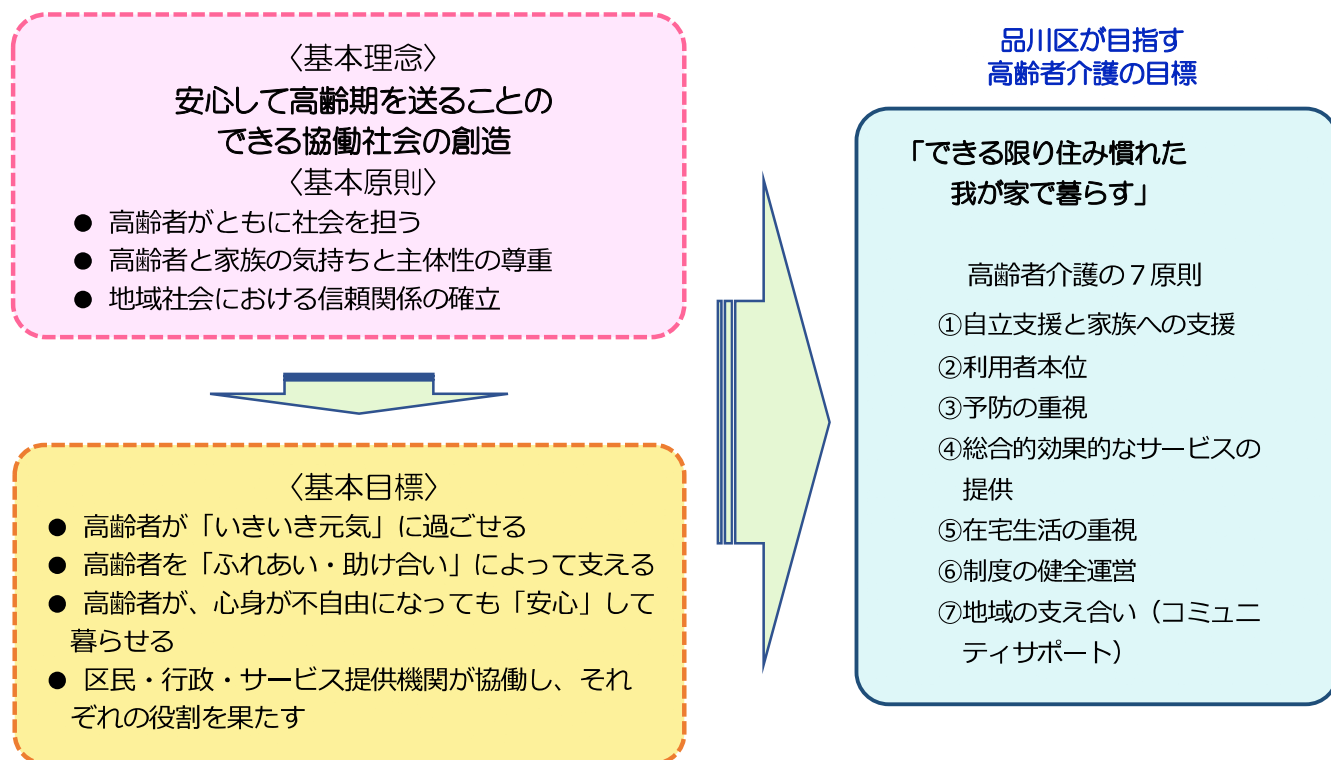 〈基本理念〉
安心して高齢期を送ることの
できる協働社会の創造
〈基本原則〉
● 高齢者がともに社会を担う
● 高齢者と家族の気持ちと主体性の尊重
● 地域社会における信頼関係の確立
〈基本目標〉
● 高齢者が「いきいき元気」に過ごせる
● 高齢者を「ふれあい・助け合い」によって支える
● 高齢者が、心身が不自由になっても「安心」して
暮らせる
● 区民・行政・サービス提供機関が協働し、それ
ぞれの役割を果たす
品川区が目指す
高齢者介護の目標
「できる限り住み慣れた
我が家で暮らす」
高齢者介護の７原則
①自立支援と家族への支援
②利用者本位
③予防の重視
④総合的効果的なサービスの
提供
⑤在宅生活の重視
⑥制度の健全運営
⑦地域の支え合い（コミュニ
ティサポート）